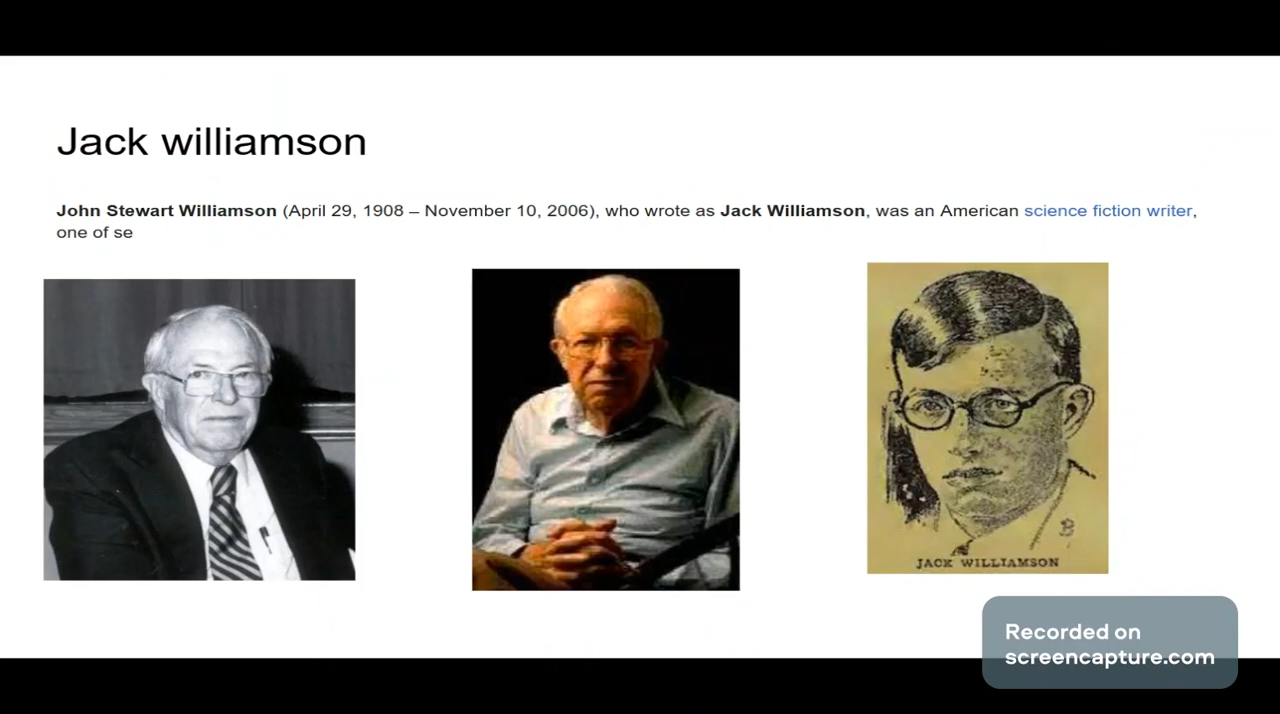 Jack williamson
John Stewart Williamson (April 29, 1908 – November 10, 2006), who wrote as Jack Williamson, was an American science fiction writer,
one of se
JACK WILLIAMSON
Recorded on
screencapture.com